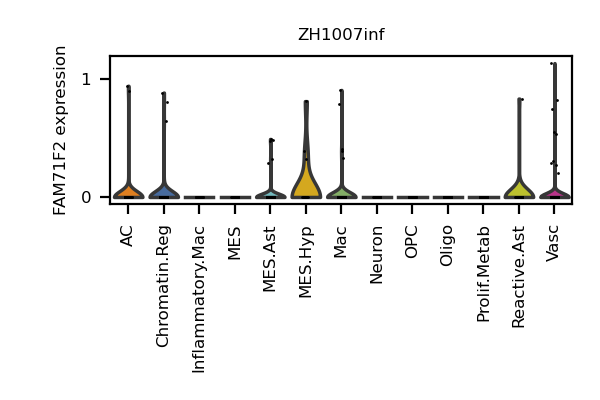 ZH1007inf
FAM71F2 expression
1
0
AC
Chromatin.Reg
Inflammatory.Mac
MES
MES.Ast
MES.Hyp
Mac
Neuron
OPC
Oligo
Prolif.Metab
Reactive.Ast
Vasc